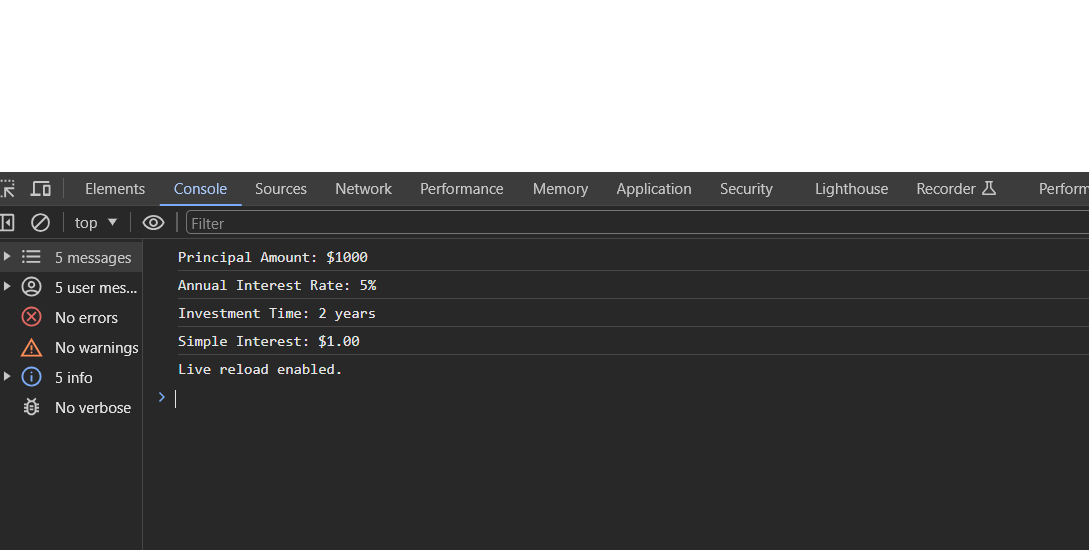 Elements Console Sources Network Performance Memory Application Security Lighthouse Recorder Perform
top Filter
5 messages
5 user mes...
No errors
No warnings
5 info
No verbose
Principal Amount: $1000
Annual Interest Rate: 5%
Investment Time: 2 years
Simple Interest: $1.00
Live reload enabled.